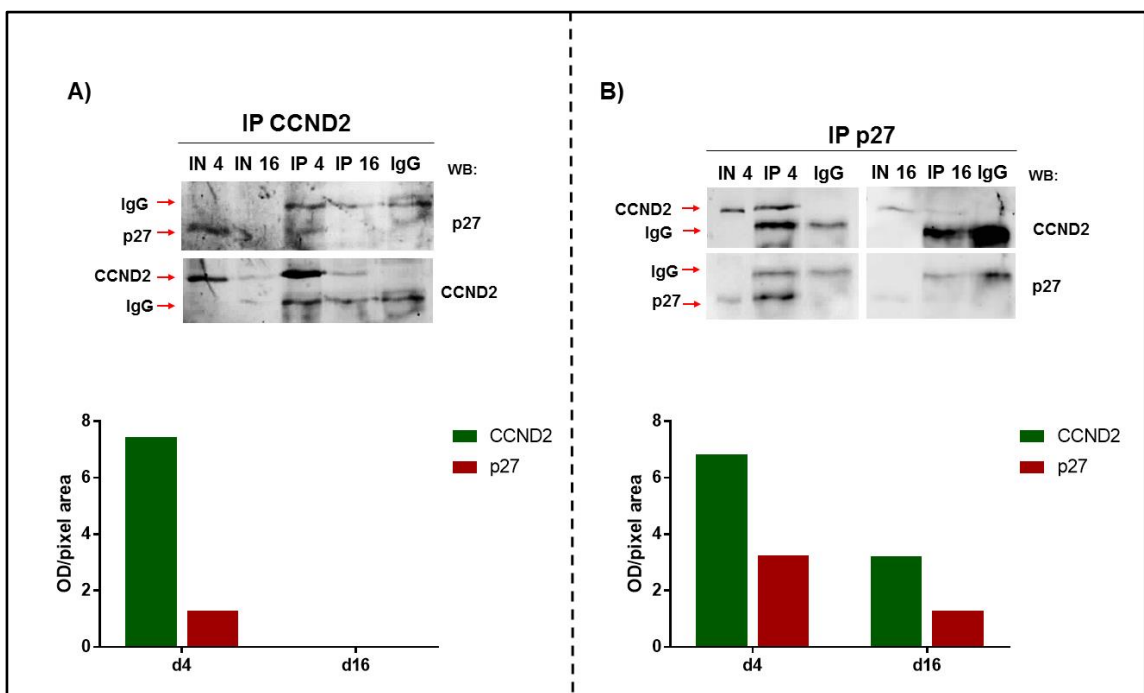 A)
IP CCND2
IN 4 IN 16 IP 4 IP 16 IgG WB:
IgG
p27
p27
CCND2
CCND2
IgG
8
6
4
2
0
OD/pixel area
d4 d16
CCND2
p27
B)
IP p27
IN 4 IP 4 IgG IN 16 IP 16 IgG WB:
CCND2
CCND2
IgG
IgG
p27
p27
8
6
4
2
0
OD/pixel area
d4 d16
CCND2
p27